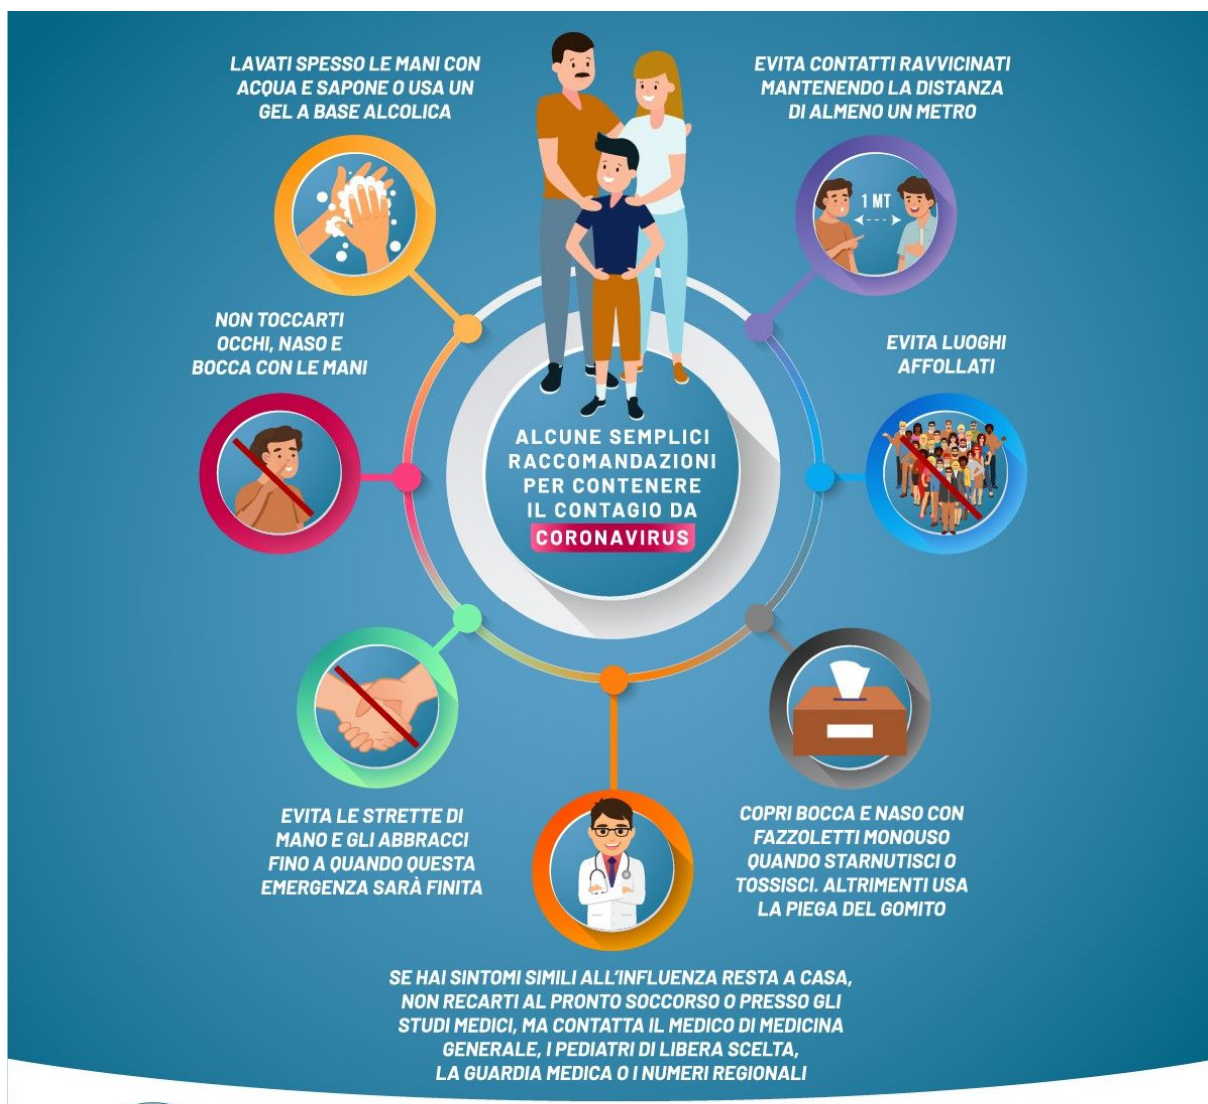 LAVATI SPESSO LE MANI CON
ACQUA E SAPONE O USA UN
GEL A BASE ALCOLICA
EVITA CONTATTI RAVVICINATI
MANTENENDO LA DISTANZA
DI ALMENO UN METRO
1 MT
NON TOCCARTI
OCCHI, NASO E
BOCCA CON LE MANI
EVITA LUOGHI
AFFOLLATI
ALCUNE SEMPLICI
RACCOMANDAZIONI
PER CONTENERE
IL CONTAGIO DA
CORONAVIRUS
EVITA LE STRETTE DI
MANO E GLI ABBRACCI
FINO A QUANDO QUESTA
EMERGENZA SARÀ FINITA
COPRI BOCCA E NASO CON
FAZZOLETTI MONOUSO
QUANDO STARNUTISCI O
TOSSISCI. ALTRIMENTI USA
LA PIEGA DEL GOMITO
SE HAI SINTOMI SIMILI ALL'INFLUENZA RESTA A CASA,
NON RECARTI AL PRONTO SOCCORSO O PRESSO GLI
STUDI MEDICI, MA CONTATTA IL MEDICO DI MEDICINA
GENERALE, I PEDIATRI DI LIBERA SCELTA,
LA GUARDIA MEDICA O I NUMERI REGIONALI